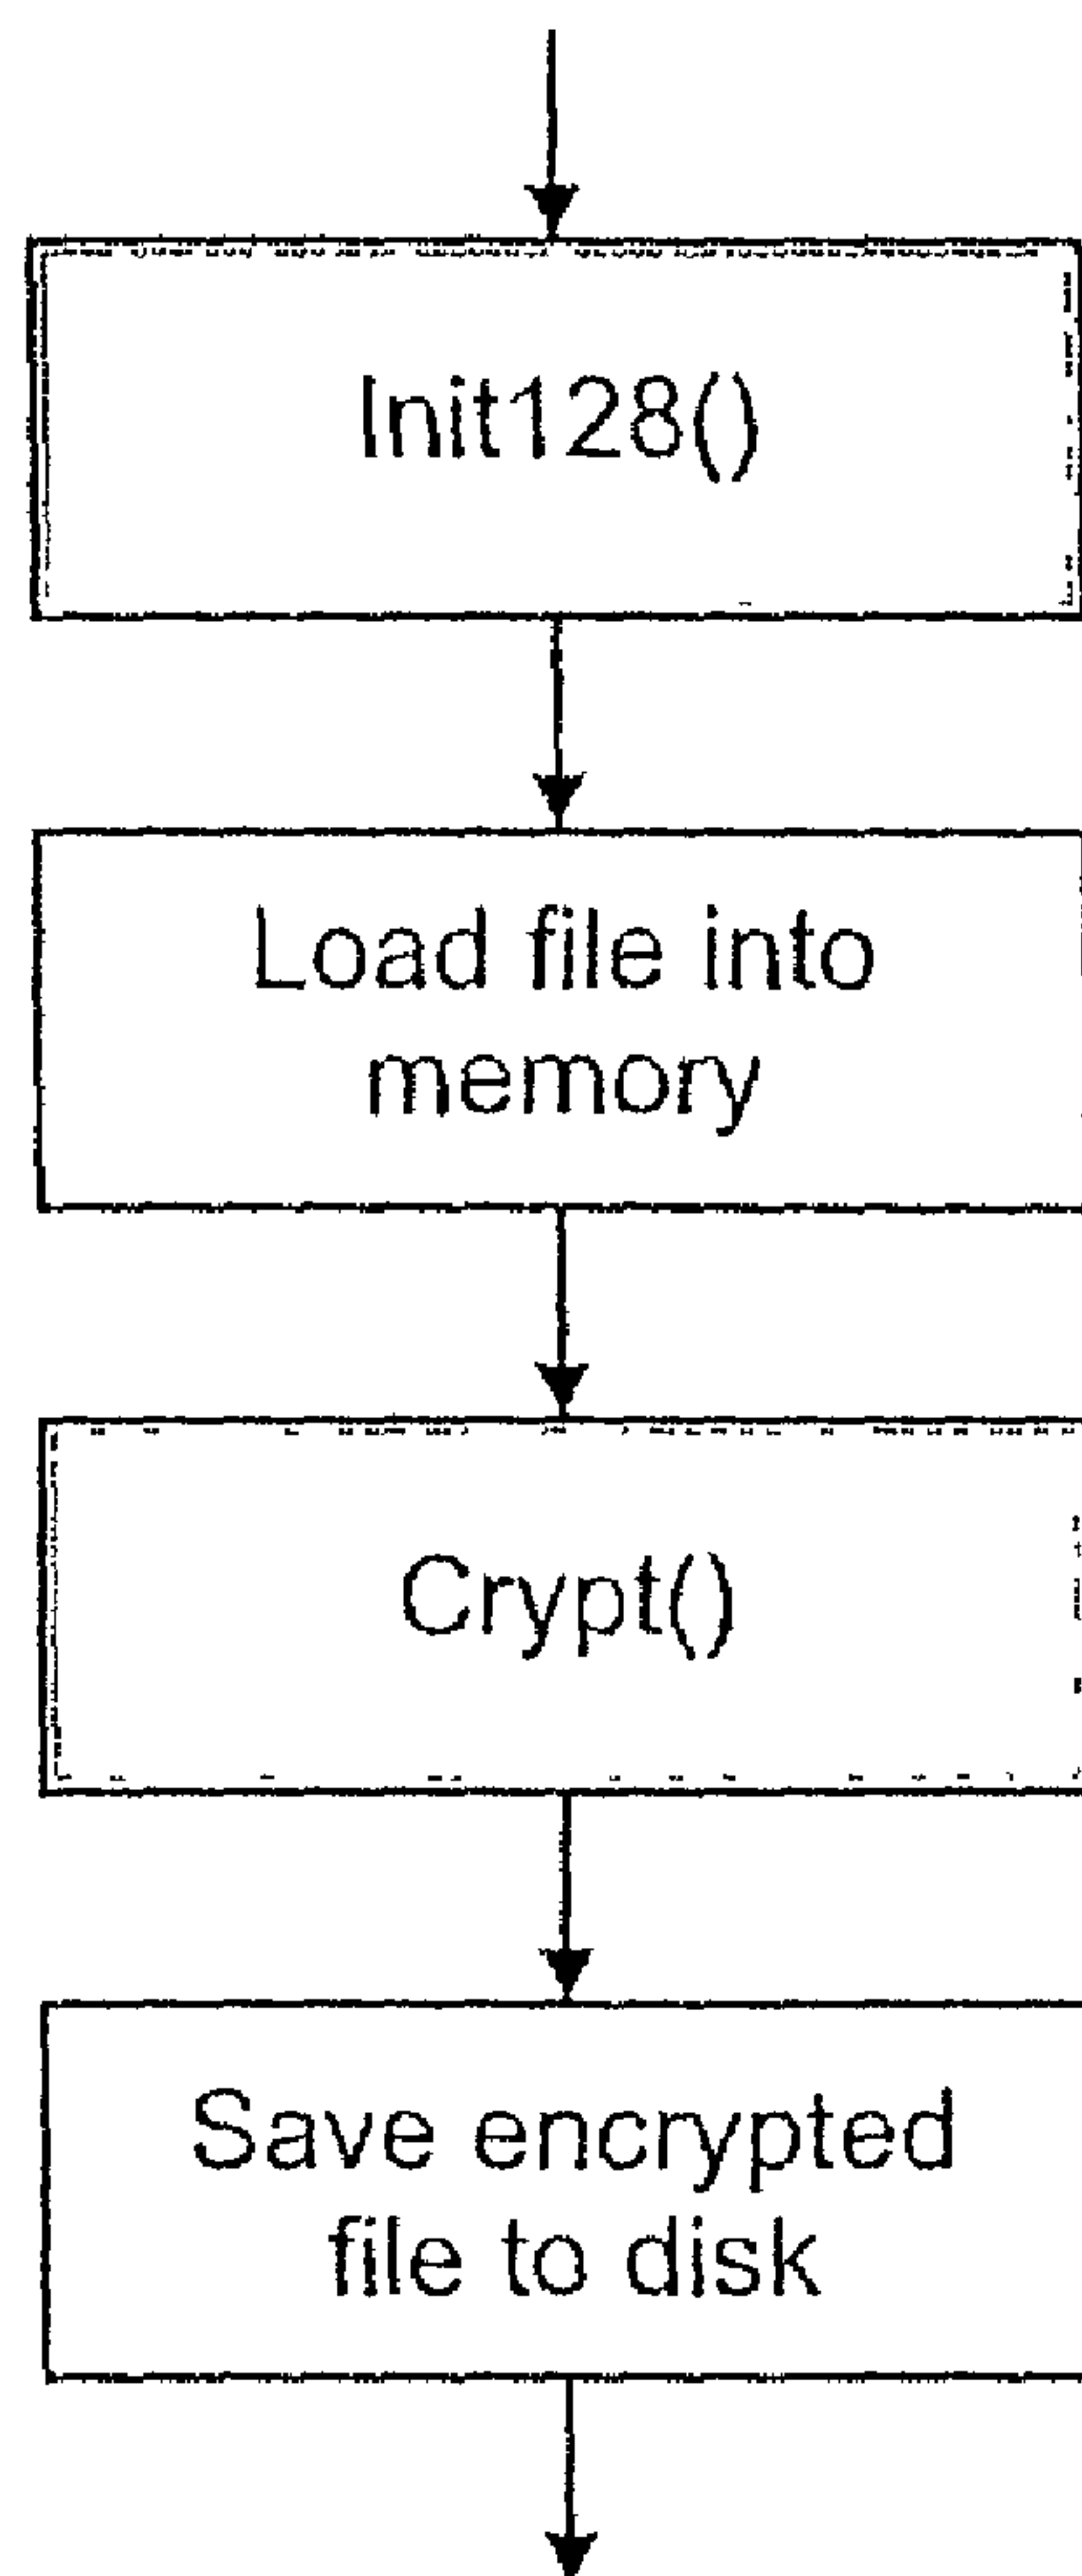 Init128()
Load file into
memory
Crypt()
Save encrypted
file to disk